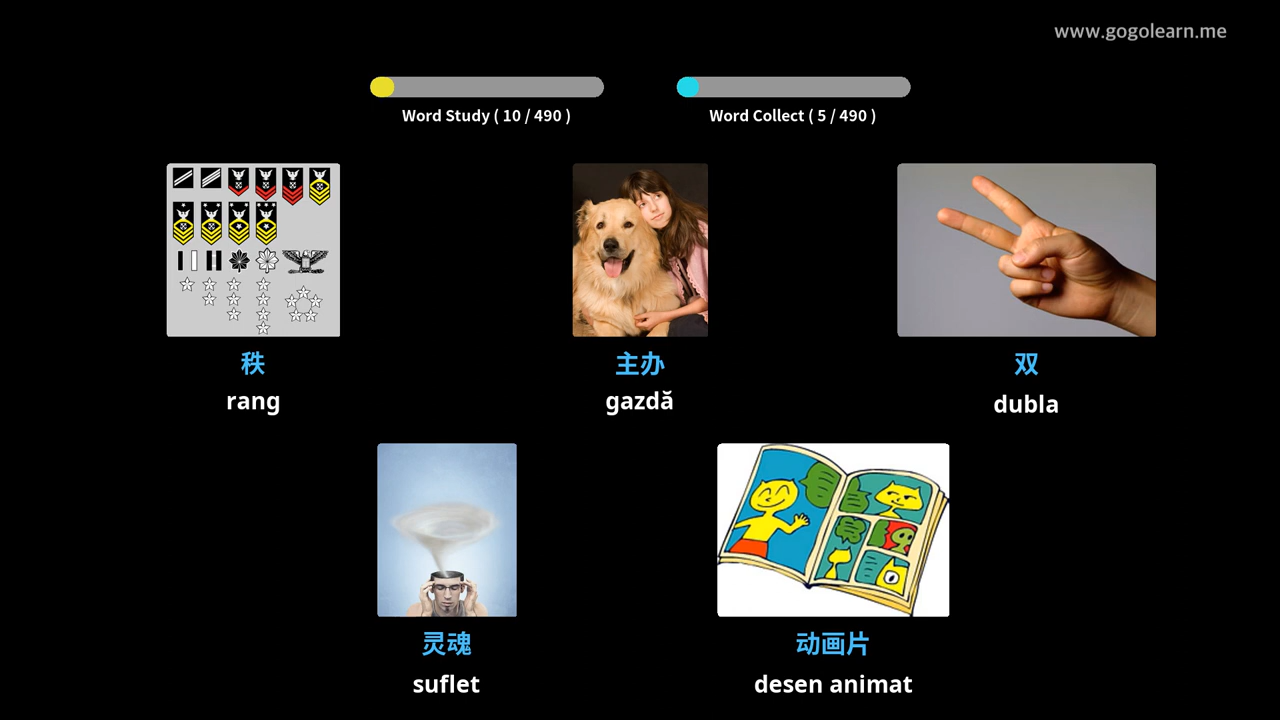 www.gogolearn.me
Word Study ( 10 / 490 )
Word Collect ( 5 / 490 )
秩
rang
主办
gazdă
双
dubla
灵魂
suflet
动画片
desen animat